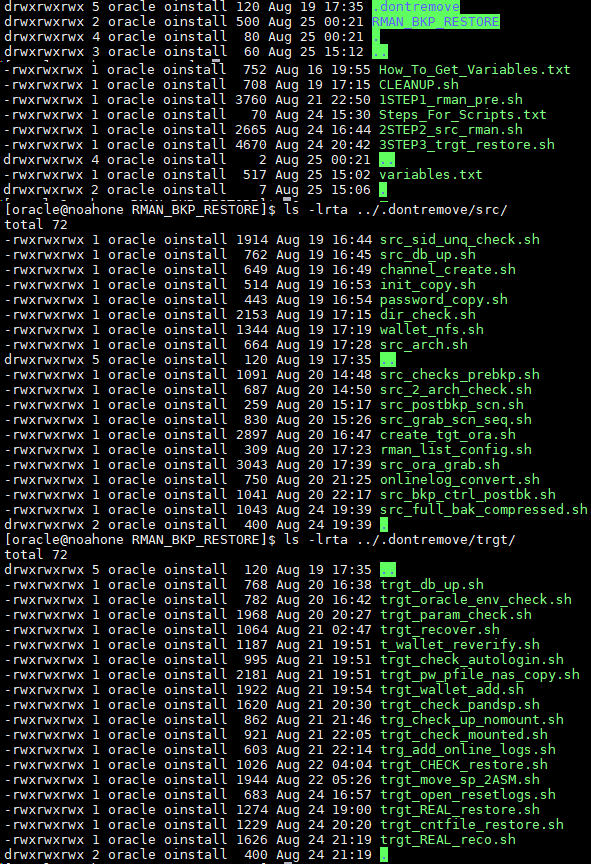 drwxrwxrwx 5 oracle oinstall 120 Aug 19 17:35 .dontremove
drwxrwxrwx 2 oracle oinstall 500 Aug 25 00:21 RMAN_BKP_RESTORE
drwxrwxrwx 4 oracle oinstall 80 Aug 25 00:21 .
drwxrwxrwx 3 oracle oinstall 60 Aug 25 15:12 ..
-rwxrwxrwx 1 oracle oinstall 752 Aug 16 19:55 How_To_Get_Variables.txt
-rwxrwxrwx 1 oracle oinstall 708 Aug 19 17:15 CLEANUP.sh
-rwxrwxrwx 1 oracle oinstall 3760 Aug 21 22:50 1STEP1_rman_pre.sh
-rwxrwxrwx 1 oracle oinstall 70 Aug 24 15:30 Steps_For_Scripts.txt
-rwxrwxrwx 1 oracle oinstall 2665 Aug 24 16:44 2STEP2_src_rman.sh
-rwxrwxrwx 1 oracle oinstall 4670 Aug 24 20:42 3STEP3_trgt_restore.sh
drwxrwxrwx 4 oracle oinstall 2 Aug 25 00:21 ..
-rwxrwxrwx 1 oracle oinstall 517 Aug 25 15:02 variables.txt
drwxrwxrwx 2 oracle oinstall 7 Aug 25 15:06 .
[oracle@noahone RMAN_BKP_RESTORE]$ ls -lrta ../.dontremove/src/
total 72
-rwxrwxrwx 1 oracle oinstall 1914 Aug 19 16:44 src_sid_unq_check.sh
-rwxrwxrwx 1 oracle oinstall 762 Aug 19 16:45 src_db_up.sh
-rwxrwxrwx 1 oracle oinstall 649 Aug 19 16:49 channel_create.sh
-rwxrwxrwx 1 oracle oinstall 514 Aug 19 16:53 init_copy.sh
-rwxrwxrwx 1 oracle oinstall 443 Aug 19 16:54 password_copy.sh
-rwxrwxrwx 1 oracle oinstall 2153 Aug 19 17:15 dir_check.sh
-rwxrwxrwx 1 oracle oinstall 1344 Aug 19 17:19 wallet_nfs.sh
-rwxrwxrwx 1 oracle oinstall 664 Aug 19 17:28 src_arch.sh
drwxrwxrwx 5 oracle oinstall 120 Aug 19 17:35 ..
-rwxrwxrwx 1 oracle oinstall 1091 Aug 20 14:48 src_checks_prebkp.sh
-rwxrwxrwx 1 oracle oinstall 687 Aug 20 14:50 src_2_arch_check.sh
-rwxrwxrwx 1 oracle oinstall 259 Aug 20 15:17 src_postbkp_scn.sh
-rwxrwxrwx 1 oracle oinstall 830 Aug 20 15:26 src_grab_scn_seq.sh
-rwxrwxrwx 1 oracle oinstall 2897 Aug 20 16:47 create_tgt_ora.sh
-rwxrwxrwx 1 oracle oinstall 309 Aug 20 17:23 rman_list_config.sh
-rwxrwxrwx 1 oracle oinstall 3043 Aug 20 17:39 src_ora_grab.sh
-rwxrwxrwx 1 oracle oinstall 750 Aug 20 21:25 onlinelog_convert.sh
-rwxrwxrwx 1 oracle oinstall 1041 Aug 20 22:17 src_bkp_ctrl_postbk.sh
-rwxrwxrwx 1 oracle oinstall 1043 Aug 24 19:39 src_full_bak_compressed.sh
drwxrwxrwx 2 oracle oinstall 400 Aug 24 19:39 .
[oracle@noahone RMAN_BKP_RESTORE]$ ls -lrta ../.dontremove/trgt/
total 72
drwxrwxrwx 5 oracle oinstall 120 Aug 19 17:35 ..
-rwxrwxrwx 1 oracle oinstall 768 Aug 20 16:38 trgt_db_up.sh
-rwxrwxrwx 1 oracle oinstall 782 Aug 20 16:42 trgt_oracle_env_check.sh
-rwxrwxrwx 1 oracle oinstall 1968 Aug 20 20:27 trgt_param_check.sh
-rwxrwxrwx 1 oracle oinstall 1064 Aug 21 02:47 trgt_recover.sh
-rwxrwxrwx 1 oracle oinstall 1187 Aug 21 19:51 t_wallet_reverify.sh
-rwxrwxrwx 1 oracle oinstall 995 Aug 21 19:51 trgt_check_autologin.sh
-rwxrwxrwx 1 oracle oinstall 2181 Aug 21 19:51 trgt_pw_pfile_nas_copy.sh
-rwxrwxrwx 1 oracle oinstall 1922 Aug 21 19:54 trgt_wallet_add.sh
-rwxrwxrwx 1 oracle oinstall 1620 Aug 21 20:30 trgt_check_pandsp.sh
-rwxrwxrwx 1 oracle oinstall 862 Aug 21 21:46 trg_check_up_nomount.sh
-rwxrwxrwx 1 oracle oinstall 921 Aug 21 22:05 trgt_check_mounted.sh
-rwxrwxrwx 1 oracle oinstall 603 Aug 21 22:14 trg_add_online_logs.sh
-rwxrwxrwx 1 oracle oinstall 1026 Aug 22 04:04 trgt_CHECK_restore.sh
-rwxrwxrwx 1 oracle oinstall 1944 Aug 22 05:26 trgt_move_sp_2ASM.sh
-rwxrwxrwx 1 oracle oinstall 683 Aug 24 16:57 trgt_open_resetlogs.sh
-rwxrwxrwx 1 oracle oinstall 1274 Aug 24 19:00 trgt_REAL_restore.sh
-rwxrwxrwx 1 oracle oinstall 1229 Aug 24 20:20 trgt_cntfile_restore.sh
-rwxrwxrwx 1 oracle oinstall 1626 Aug 24 21:19 trgt_REAL_reco.sh
drwxrwxrwx 2 oracle oinstall 400 Aug 24 21:19 .